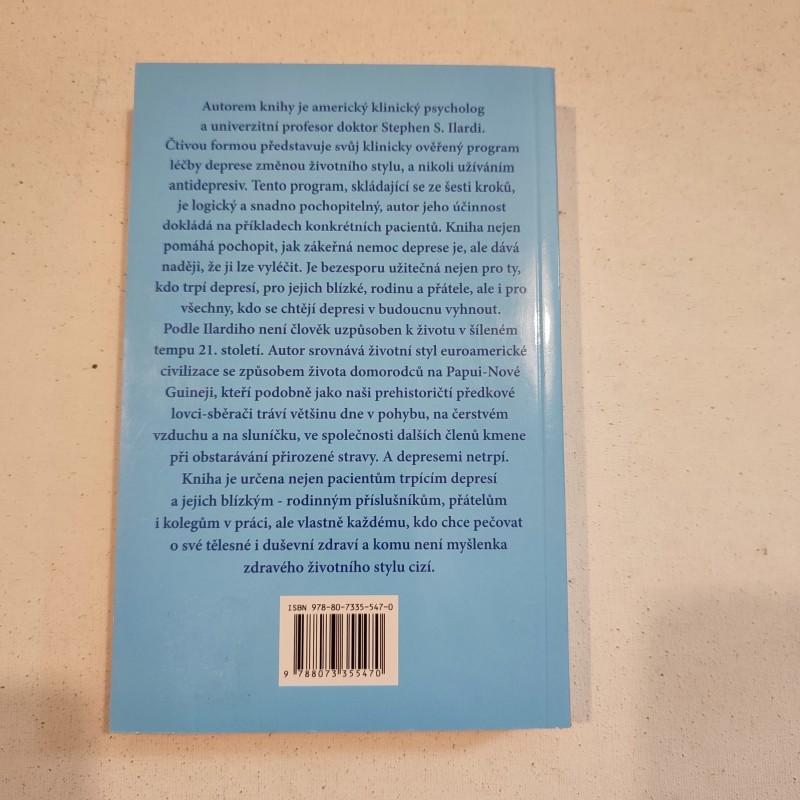 Autorem knihy je americký klinický psycholog
a univerzitní profesor doktor Stephen S. Ilardi.
Čtivou formou představuje svůj klinicky ověřený program
léčby deprese změnou životního stylu, a nikoli užíváním
antidepresiv. Tento program, skládající se ze šesti kroků,
je logický a snadno pochopitelný, autor jeho účinnost
dokládá na příkladech konkrétních pacientů. Kniha nejen
pomáhá pochopit, jak zákeřná nemoc deprese je, ale dává
naději, že ji lze vyléčit. Je bezesporu užitečná nejen pro ty,
kdo trpí depresí, pro jejich blízké, rodinu a přátele, ale i pro
všechny, kdo se chtějí depresi v budoucnu vyhnout.
Podle Ilardiho není člověk uzpůsoben k životu v šíleném
tempu 21. století. Autor srovnává životní styl euroamerické
civilizace se způsobem života domorodců na Papui-Nové
Guineji, kteří podobně jako naši prehistoričtí předkové
lovci-sběrači tráví většinu dne v pohybu, na čerstvém
vzduchu a na sluníčku, ve společnosti dalších členů kmene
při obstarávání přirozené stravy. A depresemi netrpí.
Kniha je určena nejen pacientům trpícím depresí
a jejich blízkým - rodinným příslušníkům, přátelům
i kolegům v práci, ale vlastně každému, kdo chce pečovat
o své tělesné i duševní zdraví a komu není myšlenka
zdravého životního stylu cizí.
ISBN 978-80-7335-547-0
9 788073 355470